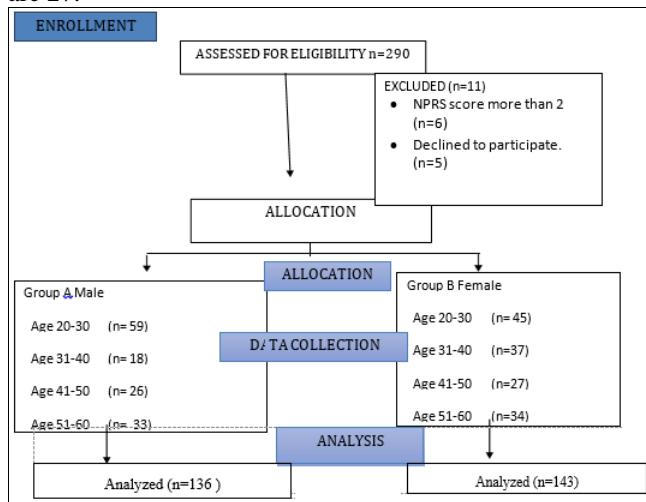 ENROLLMENT
ASSESSED FOR ELIGIBILITY n=290
EXCLUDED (n=11)
• NPRS score more than 2
(n=6)
• Declined to participate.
(n=5)
ALLOCATION
ALLOCATION
Group A Male
Age 20-30 (n= 59)
Age 31-40 (n= 18)
Age 41-50 (n= 26)
Age 51-60 (n= 33)
Group B Female
Age 20-30 (n= 45)
Age 31-40 (n=37)
Age 41-50 (n=27)
Age 51-60 (n=34)
DATA COLLECTION
ANALYSIS
Analyzed (n=136 )
Analyzed (n=143)